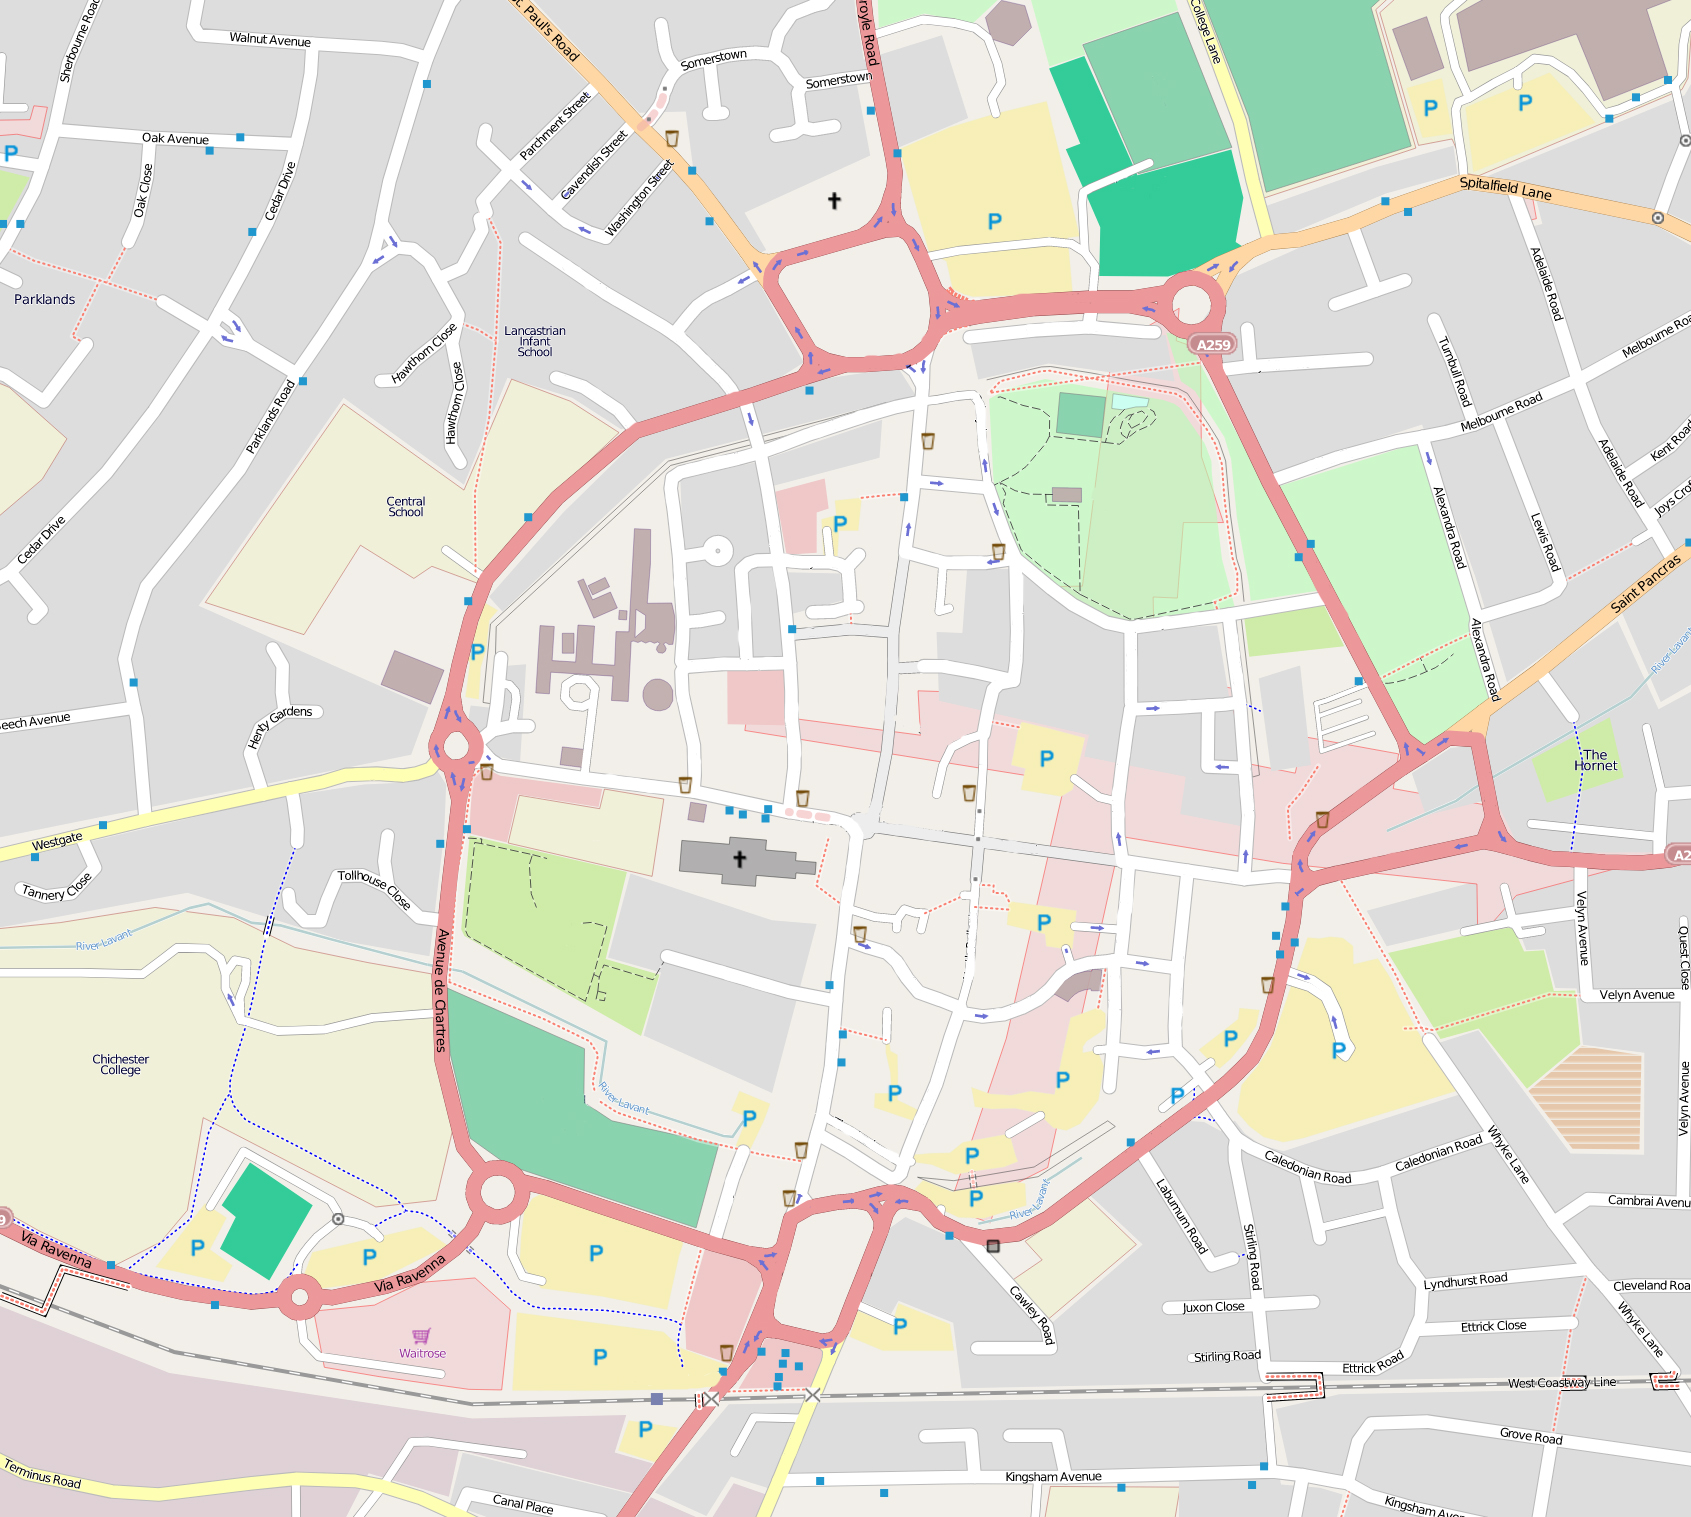 Sherbourne Road
Walnut Avenue
St. Paul's Road
Somerstown
Somerstown
royle Road
College Lane
Oak Avenue
Parchment Street
Cavendish Street
Washington Street
Oak Close
Cedar Drive
P
P
P
P
Spitalfield Lane
Parklands
Lancastrian
Infant
School
Hawthorn Close
Hawthorn Close
A259
Adelaide Road
Melbourne Roa
Turnbull Road
Melbourne Road
Parklands Road
Adelaide Road
Kent Road
Central
School
Joys Crof
Cedar Drive
P
Alexandra Road
Lewis Road
Saint Pancras
P
River Lavant
Alexandra Road
Beech Avenue
Henty Gardens
P
The
Hornet
Westgate
Tannery Close
Tollhouse Close
A2
River Lavant
Avenue de Chartres
P
Velyn Avenue
Quest Close
Velyn Avenue
Chichester
College
River Lavant
P
P
P
P
P
P
P
Velyn Avenue
Whyke Lane
Caledonian Road
Caledonian Road
P
P
River Lavant
Laburnum Road
Stirling Road
Cambrai Avenu
9
Via Ravenna
P
P
Via Ravenna
P
Lyndhurst Road
Cleveland Roa
Juxon Close
Cawley Road
Ettrick Close
Whyke Lane
Waitrose
P
P
Stirling Road
Ettrick Road
West Coastway Line
P
Terminus Road
Canal Place
Kingsham Avenue
Grove Road
Kingsham Aven